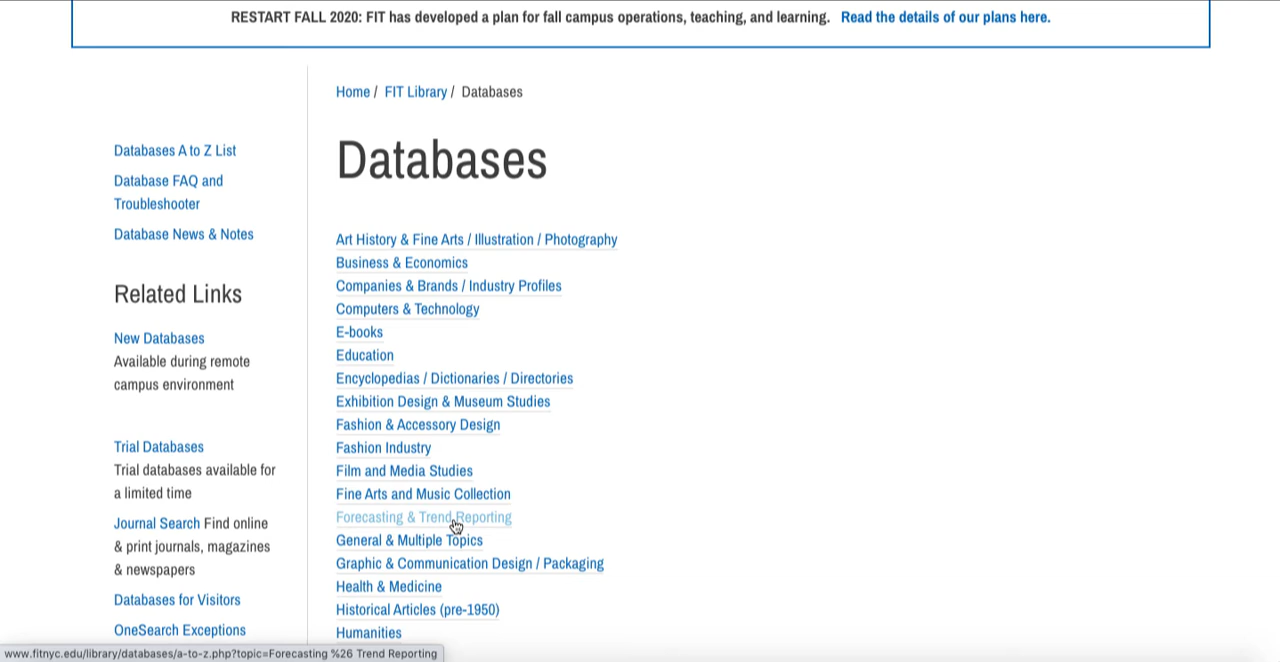 RESTART FALL 2020: FIT has developed a plan for fall campus operations, teaching, and learning. Read the details of our plans here.
Home / FIT Library / Databases
Databases
Databases A to Z List
Database FAQ and
Troubleshooter
Database News & Notes
Related Links
New Databases
Available during remote
campus environment
Trial Databases
Trial databases available for
a limited time
Journal Search Find online
& print journals, magazines
& newspapers
Databases for Visitors
OneSearch Exceptions
Art History & Fine Arts / Illustration / Photography
Business & Economics
Companies & Brands / Industry Profiles
Computers & Technology
E-books
Education
Encyclopedias / Dictionaries / Directories
Exhibition Design & Museum Studies
Fashion & Accessory Design
Fashion Industry
Film and Media Studies
Fine Arts and Music Collection
Forecasting & Trend Reporting
General & Multiple Topics
Graphic & Communication Design / Packaging
Health & Medicine
Historical Articles (pre-1950)
Humanities
www.fitnyc.edu/library/databases/a-to-z.php?topic=Forecasting %26 Trend Reporting